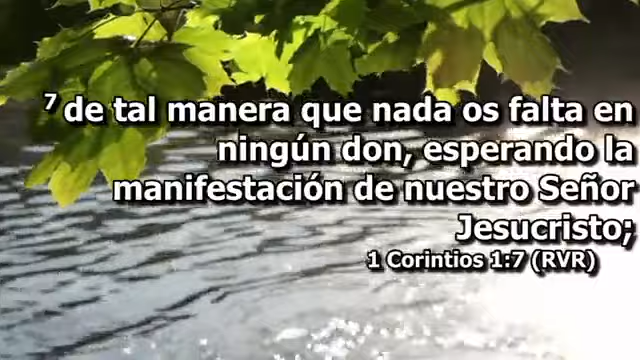 7 de tal manera que nada os falta en
ningún don, esperando la
manifestación de nuestro Señor
Jesucristo;
1 Corintios 1:7 (RVR)